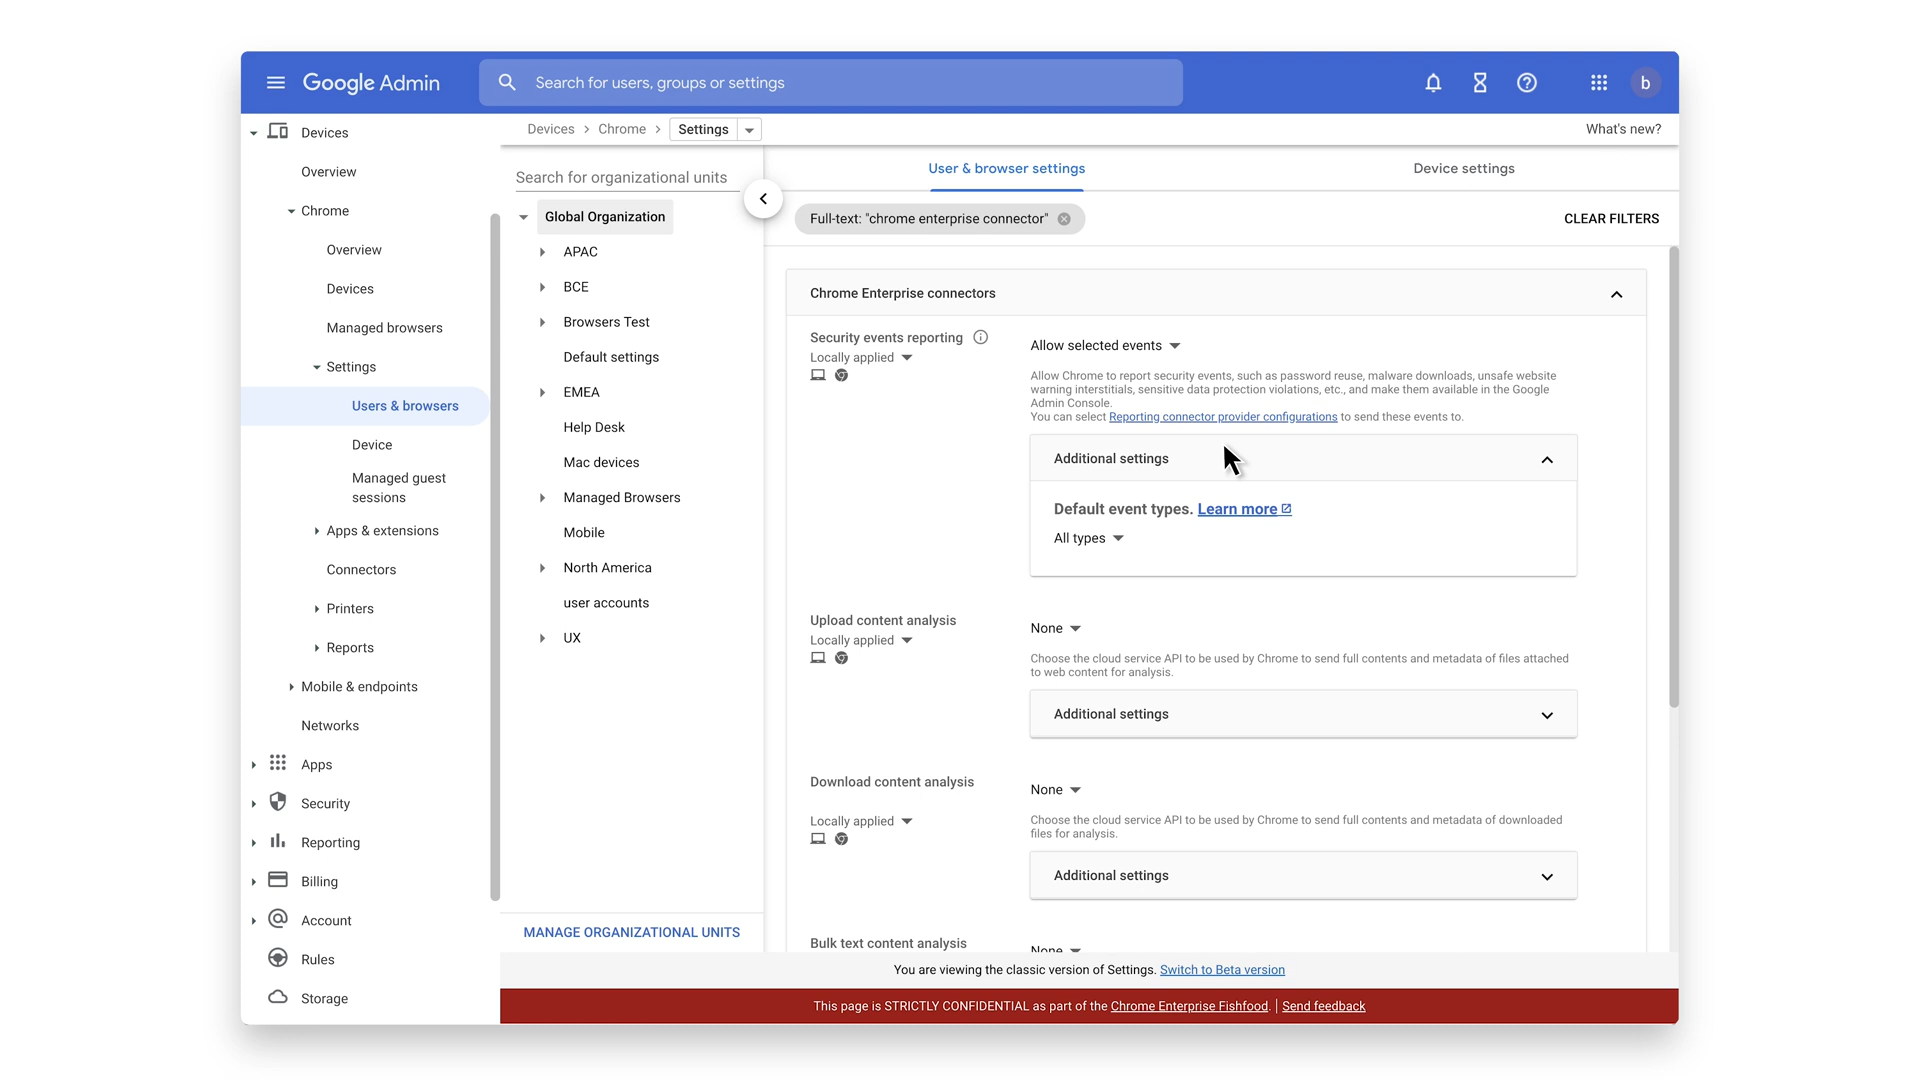 Google Admin
Search for users, groups or settings
b
Devices
Overview
Chrome
Overview
Devices
Managed browsers
Settings
Users & browsers
Device
Managed guest
sessions
Apps & extensions
Connectors
Printers
Reports
Mobile & endpoints
Networks
Apps
Security
Reporting
Billing
Account
Rules
Storage
Devices > Chrome > Settings
What's new?
Search for organizational units
Global Organization
APAC
BCE
Browsers Test
Default settings
EMEA
Help Desk
Mac devices
Managed Browsers
Mobile
North America
user accounts
UX
MANAGE ORGANIZATIONAL UNITS
User & browser settings
Device settings
Full-text: "chrome enterprise connector"
CLEAR FILTERS
Chrome Enterprise connectors
Security events reporting
Locally applied
Allow selected events
Allow Chrome to report security events, such as password reuse, malware downloads, unsafe website
warning interstitials, sensitive data protection violations, etc., and make them available in the Google
Admin Console.
You can select Reporting connector provider configurations to send these events to.
Additional settings
Default event types. Learn more
All types
Upload content analysis
Locally applied
None
Choose the cloud service API to be used by Chrome to send full contents and metadata of files attached
to web content for analysis.
Additional settings
Download content analysis
Locally applied
None
Choose the cloud service API to be used by Chrome to send full contents and metadata of downloaded
files for analysis.
Additional settings
Bulk text content analysis
None
You are viewing the classic version of Settings. Switch to Beta version
This page is STRICTLY CONFIDENTIAL as part of the Chrome Enterprise Fishfood. | Send feedback